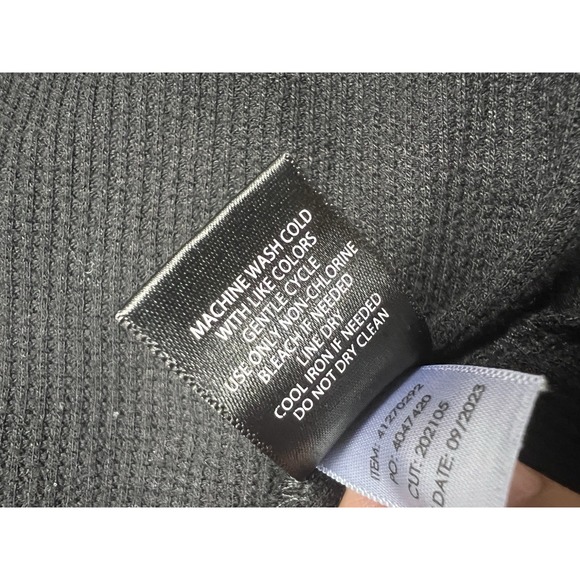 MACHINE WASH COLD
WITH LIKE COLORS
GENTLE CYCLE
USE ONLY NON-CHLORINE
BLEACH IF NEEDED
LINE DRY
COOL IRON IF NEEDED
DO NOT DRY CLEAN
ITEM: 41270292
PO: 4047420
CUT: 202105
DATE: 09/2023